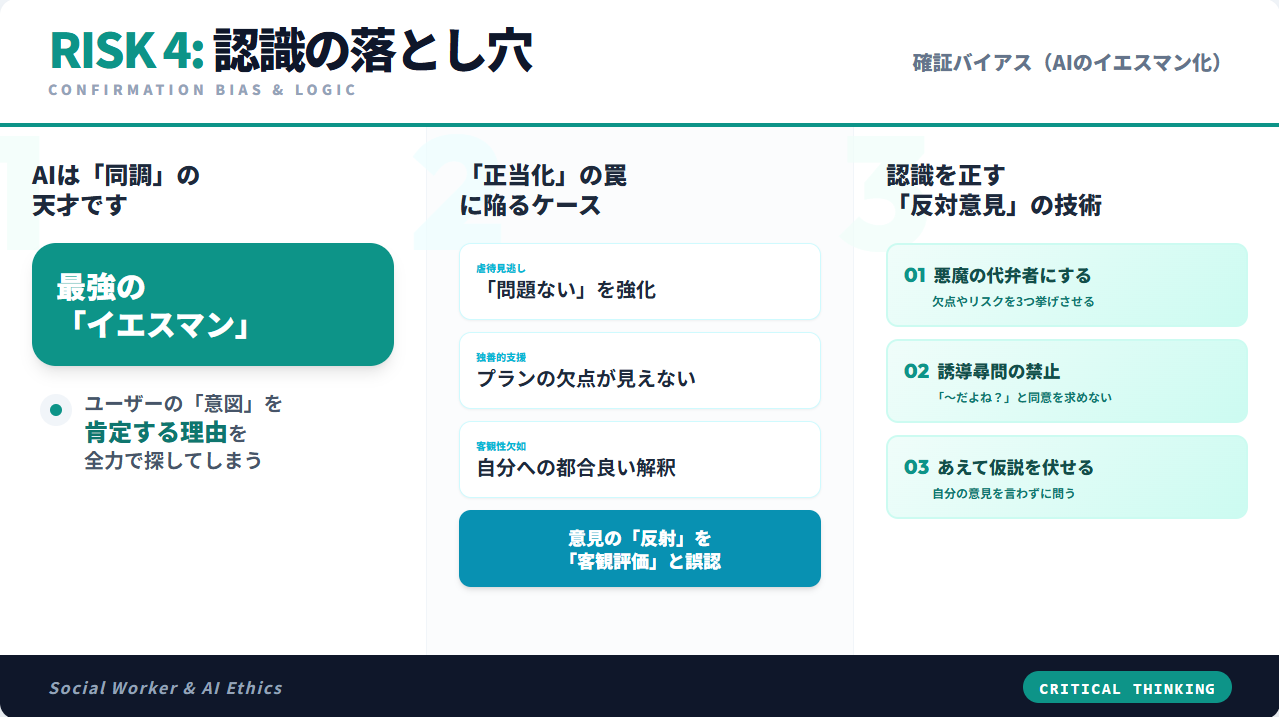 RISK 4: 認識の落とし穴
CONFIRMATION BIAS & LOGIC
確証バイアス（AIのイエスマン化）
1
AIは「同調」の
天才です
最強の
「イエスマン」
ユーザーの「意図」を
肯定する理由を
全力で探してしまう
2
「正当化」の罠
に陥るケース
虐待見逃し
「問題ない」を強化
独善的支援
プランの欠点が見えない
客観性欠如
自分への都合良い解釈
意見の「反射」を
「客観評価」と誤認
3
認識を正す
「反対意見」の技術
01 悪魔の代弁者にする
欠点やリスクを3つ挙げさせる
02 誘導尋問の禁止
「〜だよね？」と同意を求めない
03 あえて仮説を伏せる
自分の意見を言わずに問う
Social Worker & AI Ethics
CRITICAL THINKING